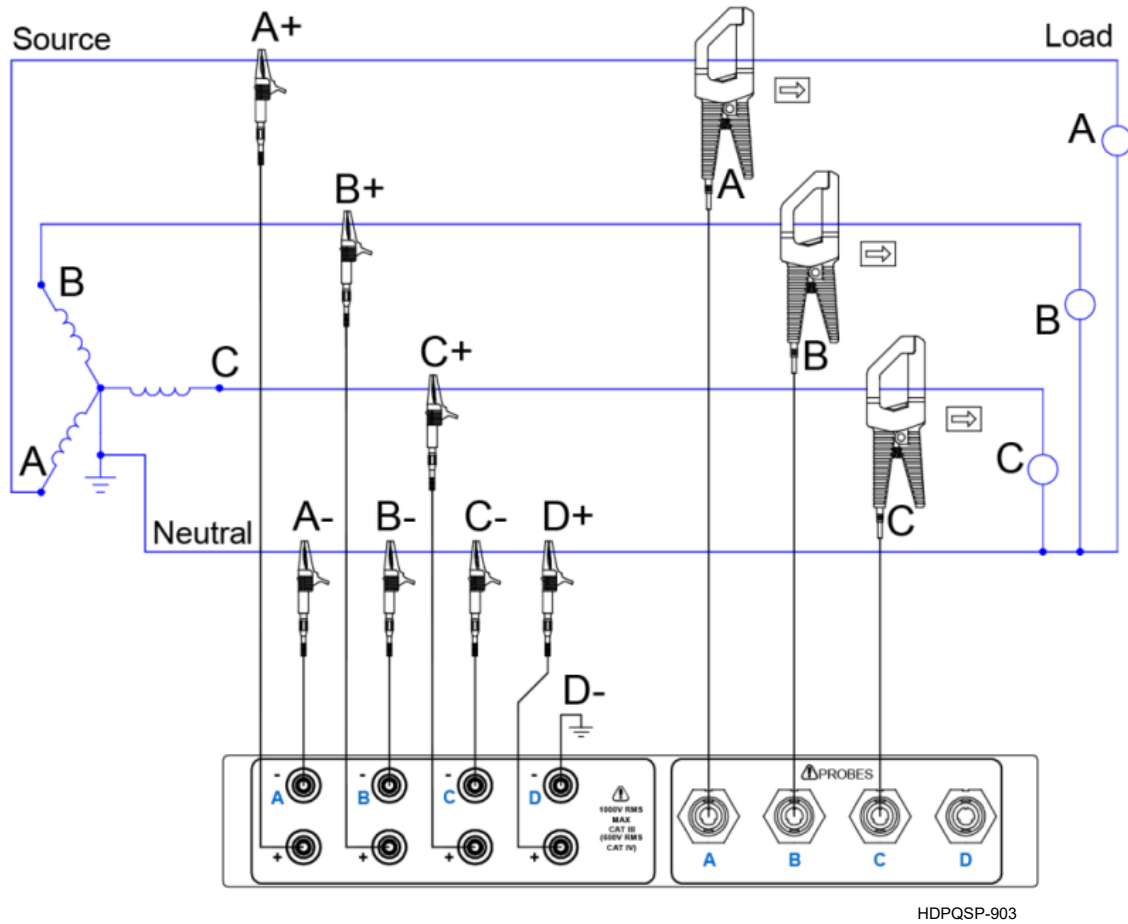 A+
Source
Load
A
B+
A
B
C+
B
B
C
A
C
C
A-
B-
C-
D+
Neutral
D-
⚠PROBES
-
-
-
-
A
B
C
D
⚠
1000V RMS
MAX
CAT III
(600V RMS
CAT IV)
+
+
+
+
A
B
C
D
HDPQSP-903